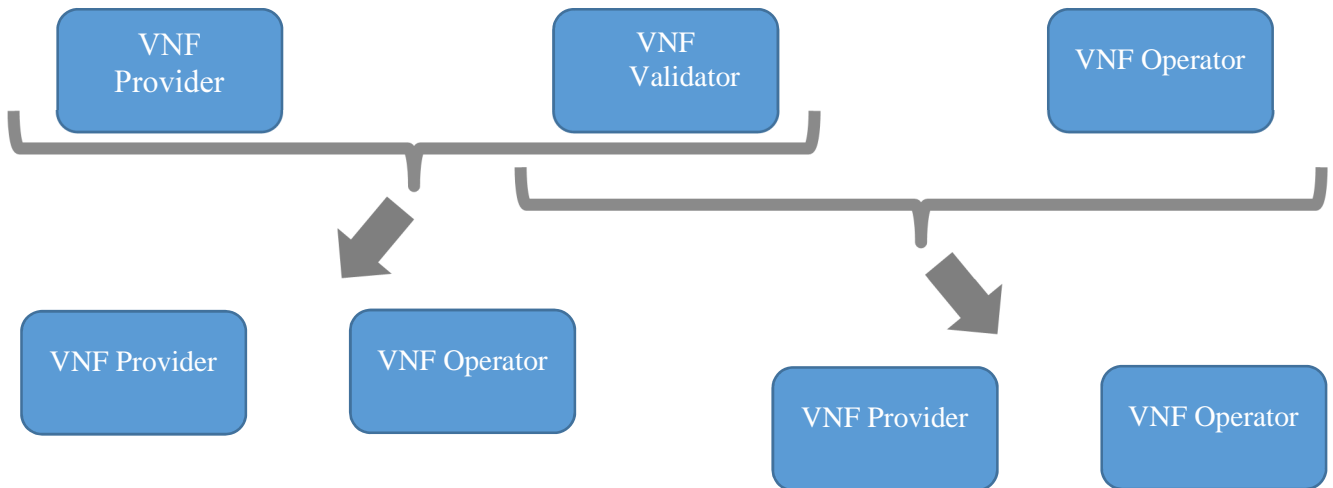 VNF
Provider
VNF
Validator
VNF Operator
VNF Provider
VNF Operator
VNF Provider
VNF Operator